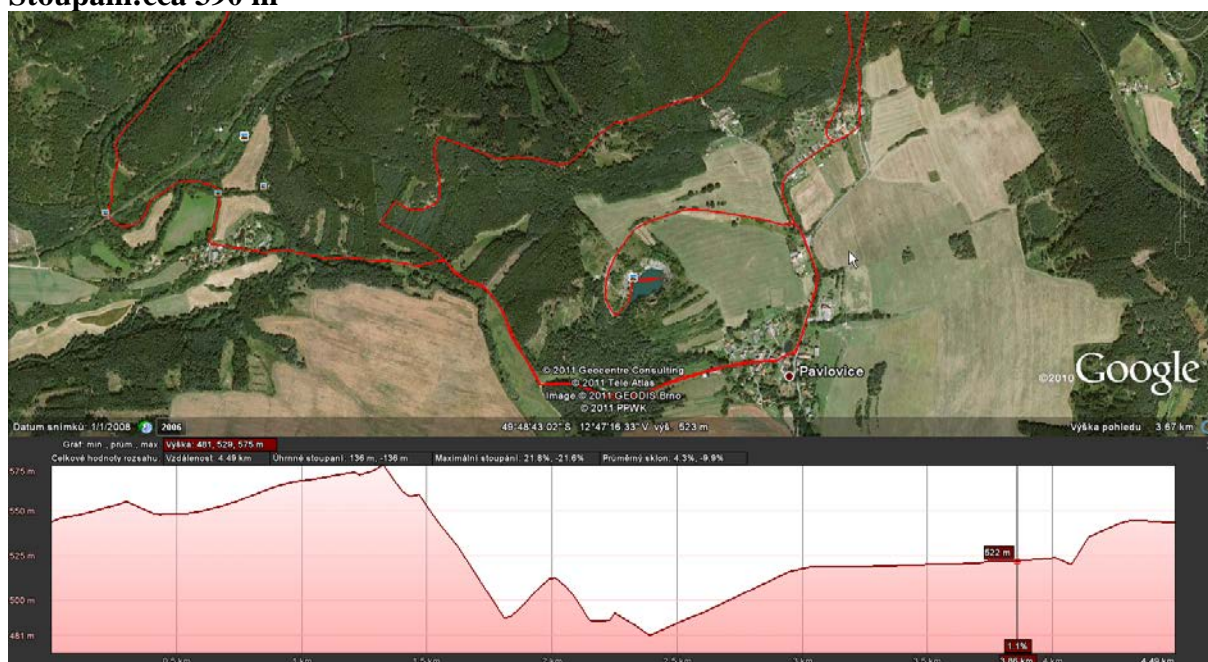 Stoupání:cca 590 m
Pavlovice
© 2011 Geocentre Consulting
© 2011 Tele Atlas
Image © 2011 GEODIS Brno
© 2011 PPWK
©2010 Google
Datum snímků: 1/1/2008 2006 49°48'43.02"S 12°47'16.33"V výš. 523 m Výška pohledu 3.67 km
Graf: min., prům., max Výška: 481, 529, 575 m
Celkové hodnoty rozsahu: Vzdálenost: 4.49 km Úhrnné stoupání: 136 m, -136 m Maximální stoupání: 21.8%, -21.6% Průměrný sklon: 4.3%, -9.9%
575 m
550 m
525 m
522 m
500 m
481 m
1.1%
0.5 km 1 km 1.5 km 2 km 2.5 km 3 km 3.5 km 3.86 km 4 km 4.49 km